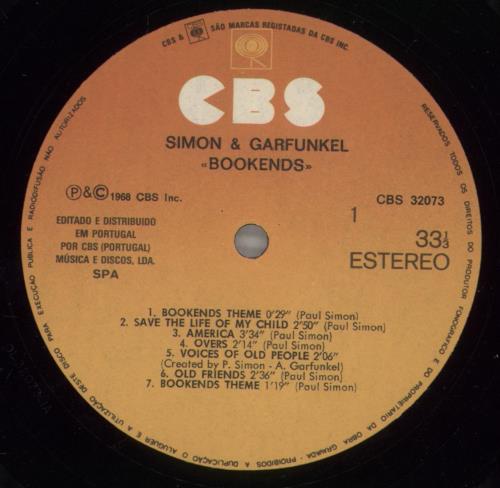 CBS & SÃO MARCAS REGISTADAS DA CBS INC.
CBS
SIMON & GARFUNKEL
«BOOKENDS»
Ⓟ&© 1968 CBS Inc.
CBS 32073
EDITADO E DISTRIBUIDO
EM PORTUGAL
POR CBS (PORTUGAL)
MÚSICA E DISCOS, LDA.
SPA
1
33⅓
ESTEREO
1. BOOKENDS THEME 0'29" (Paul Simon)
2. SAVE THE LIFE OF MY CHILD 2'50" (Paul Simon)
3. AMERICA 3'34" (Paul Simon)
4. OVERS 2'14" (Paul Simon)
5. VOICES OF OLD PEOPLE 2'06"
(Created by P. Simon - A. Garfunkel)
6. OLD FRIENDS 2'36" (Paul Simon)
7. BOOKENDS THEME 1'19" (Paul Simon)
RESERVADOS TODOS OS DIREITOS DO PRODUTOR FONOGRÁFICO E DO PROPRIETÁRIO DA OBRA GRAVADA - PROIBIDOS A DUPLICAÇÃO O ALUGUER E A UTILIZAÇÃO DESTE DISCO PARA EXECUÇÃO PUBLICA E RADIODIFUSÃO NÃO AUTORIZADOS